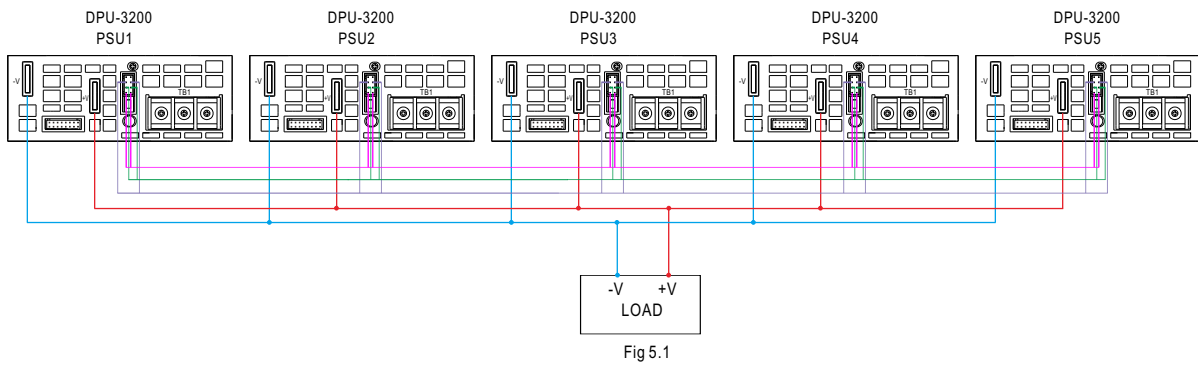 DPU-3200
PSU1
DPU-3200
PSU2
DPU-3200
PSU3
DPU-3200
PSU4
DPU-3200
PSU5
-V
+V
TB1
-V
+V
TB1
-V
+V
TB1
-V
+V
TB1
-V
+V
TB1
-V +V
LOAD
Fig 5.1